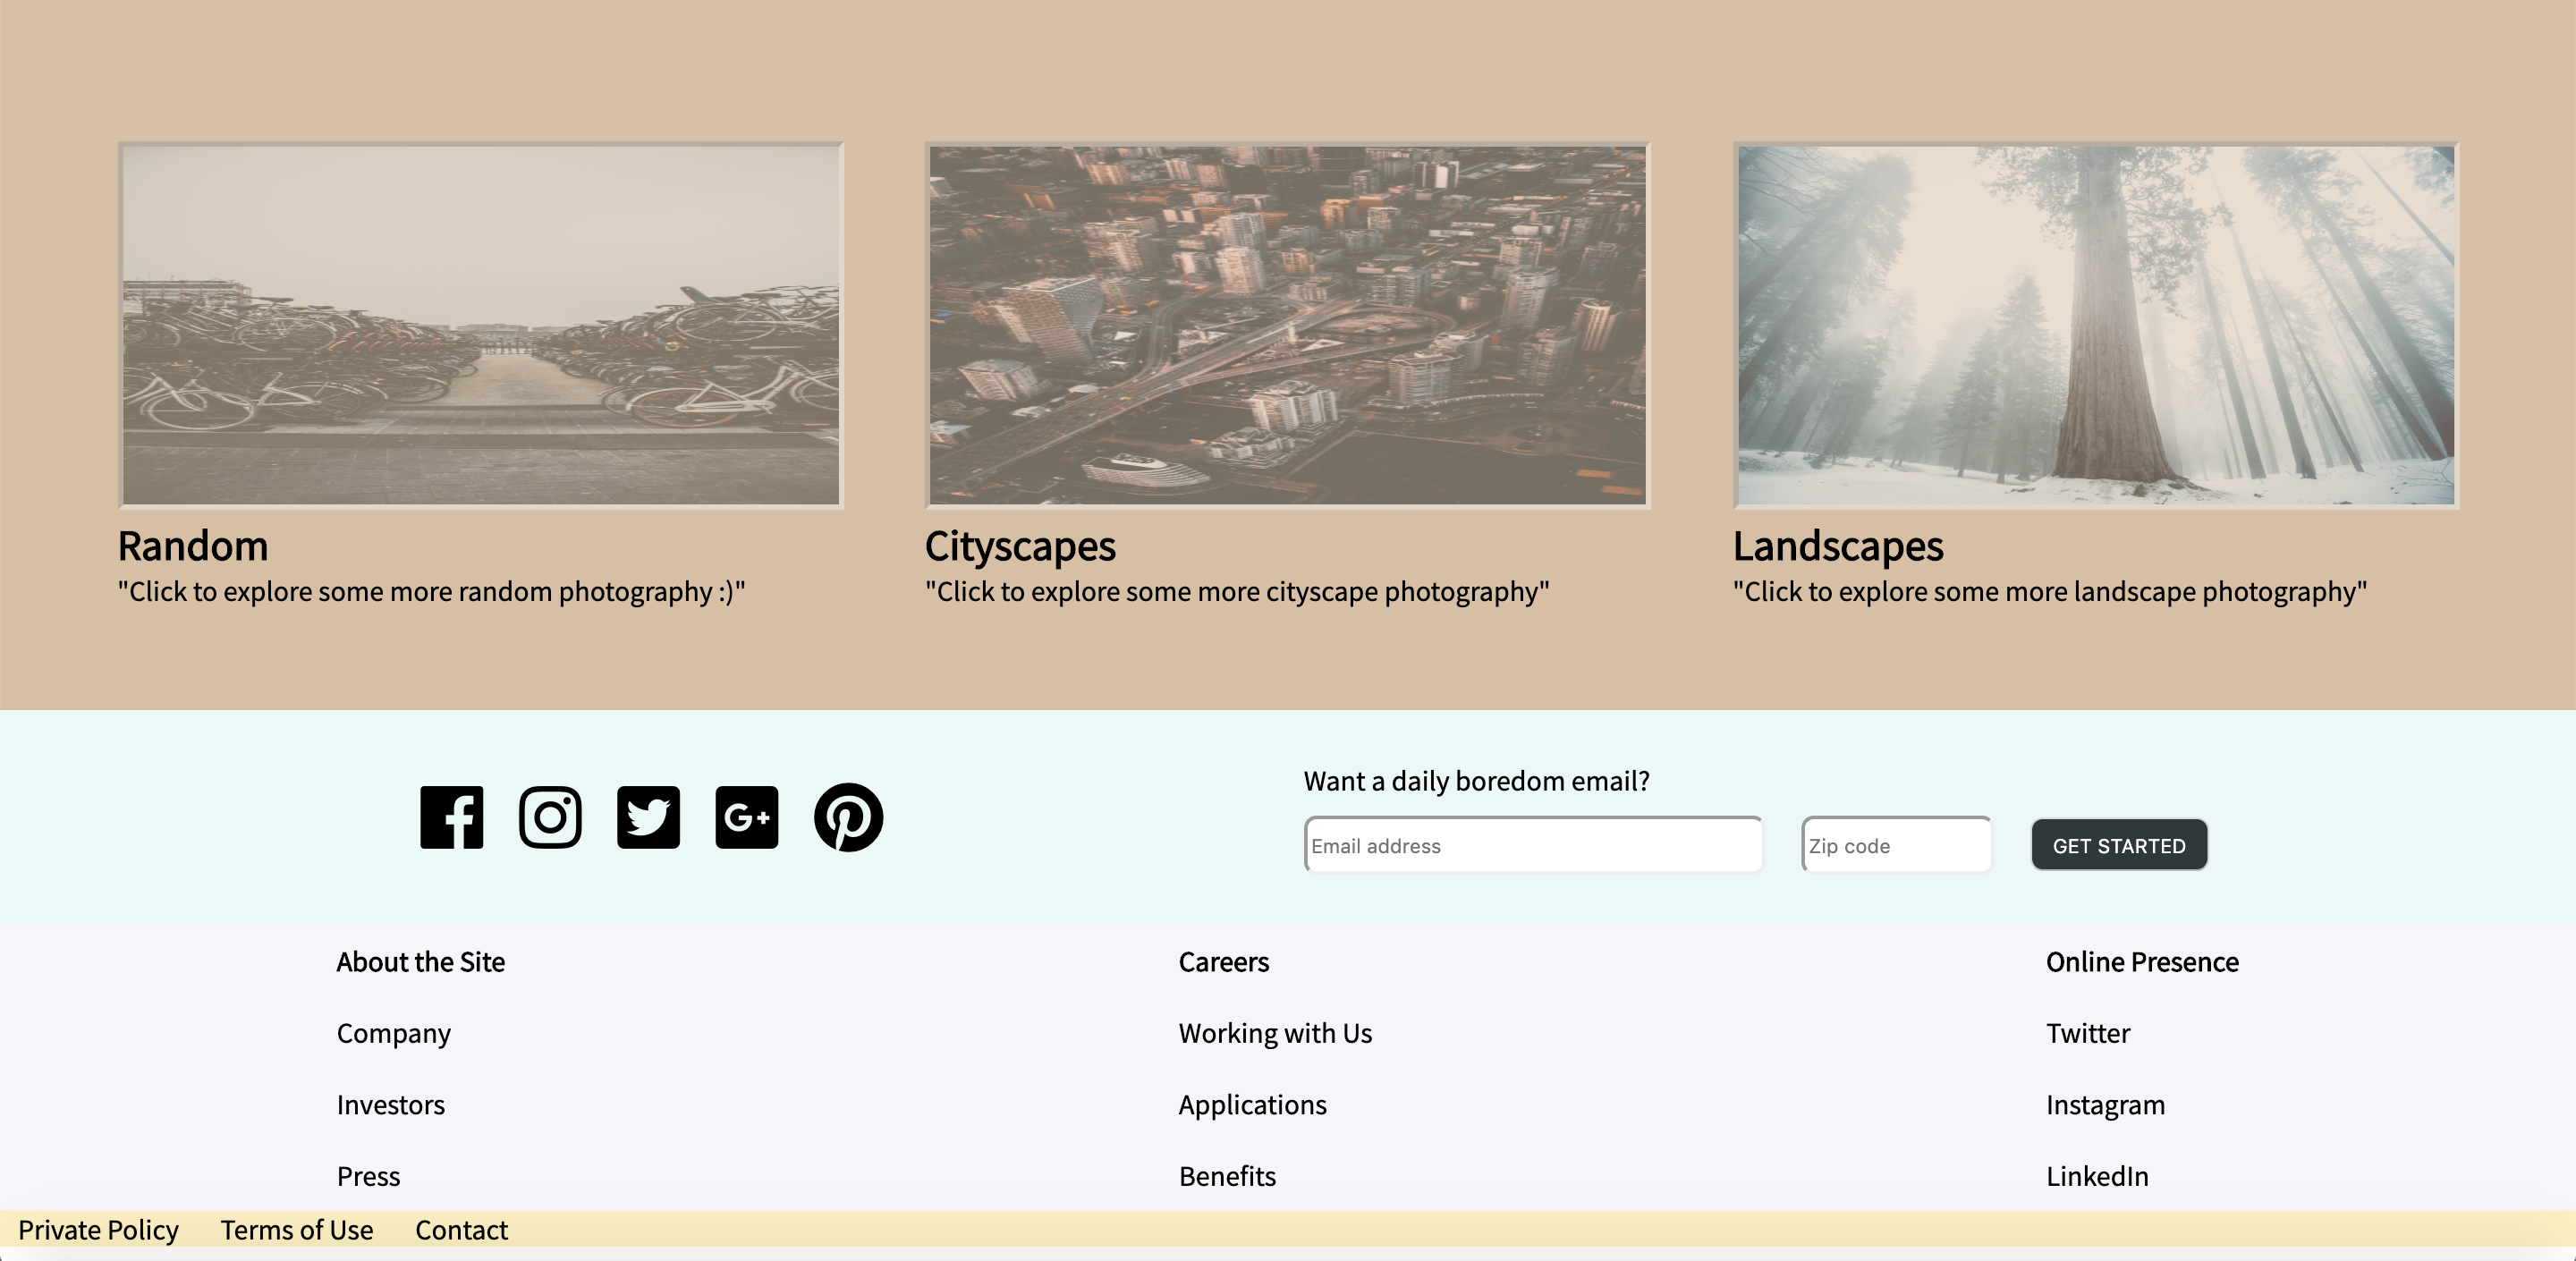 Random
"Click to explore some more random photography :)"
Cityscapes
"Click to explore some more cityscape photography"
Landscapes
"Click to explore some more landscape photography"
G+
Want a daily boredom email?
Email address
Zip code
GET STARTED
About the Site
Company
Investors
Press
Careers
Working with Us
Applications
Benefits
Online Presence
Twitter
Instagram
LinkedIn
Private Policy
Terms of Use
Contact